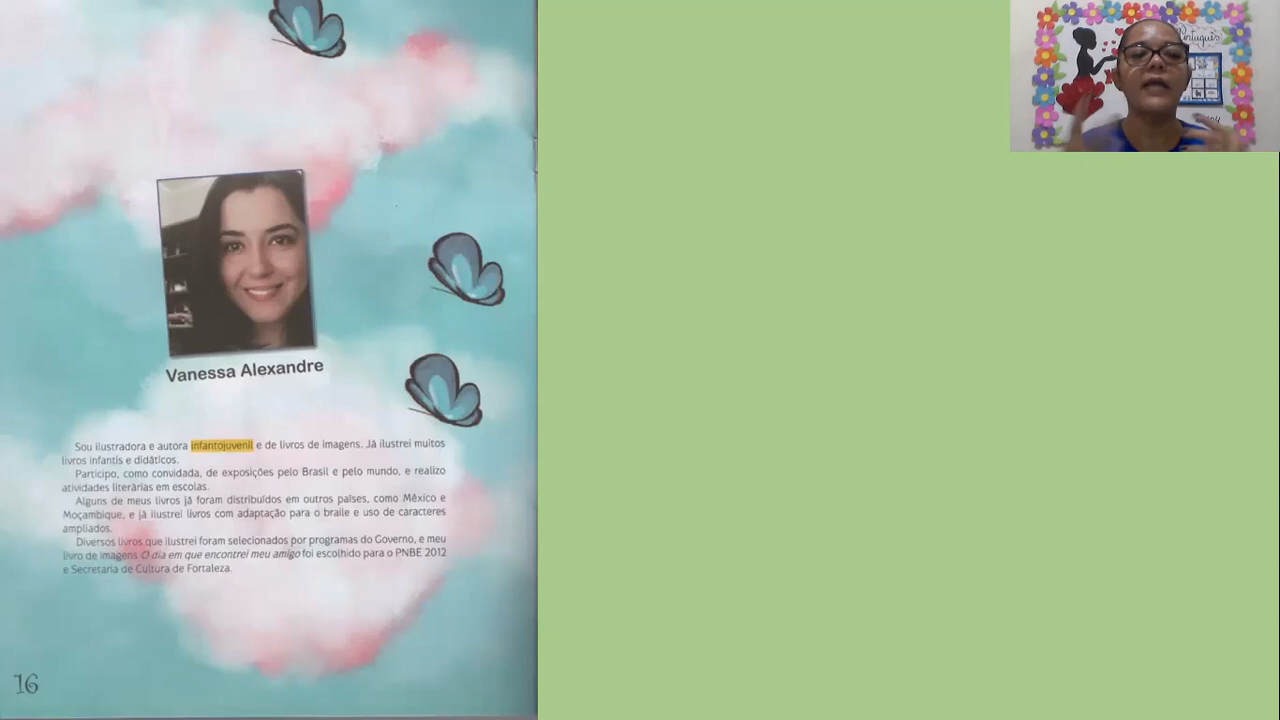 Português
Vanessa Alexandre
Sou ilustradora e autora infantojuvenil e de livros de imagens. Já ilustrei muitos
livros infantis e didáticos.
Participo, como convidada, de exposições pelo Brasil e pelo mundo, e realizo
atividades literárias em escolas.
Alguns de meus livros já foram distribuídos em outros países, como México e
Moçambique, e já ilustrei livros com adaptação para o braile e uso de caracteres
ampliados.
Diversos livros que ilustrei foram selecionados por programas do Governo, e meu
livro de imagens O dia em que encontrei meu amigo foi escolhido para o PNBE 2012
e Secretaria de Cultura de Fortaleza.
16